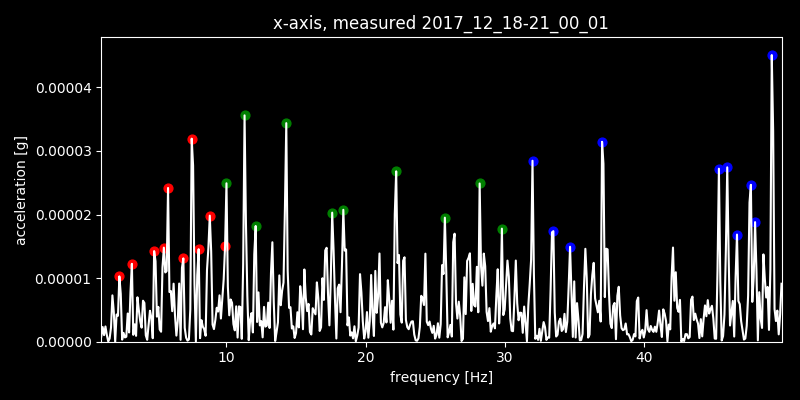 x-axis, measured 2017_12_18-21_00_01
0.00004
0.00003
0.00002
0.00001
0.00000
acceleration [g]
10 20 30 40
frequency [Hz]